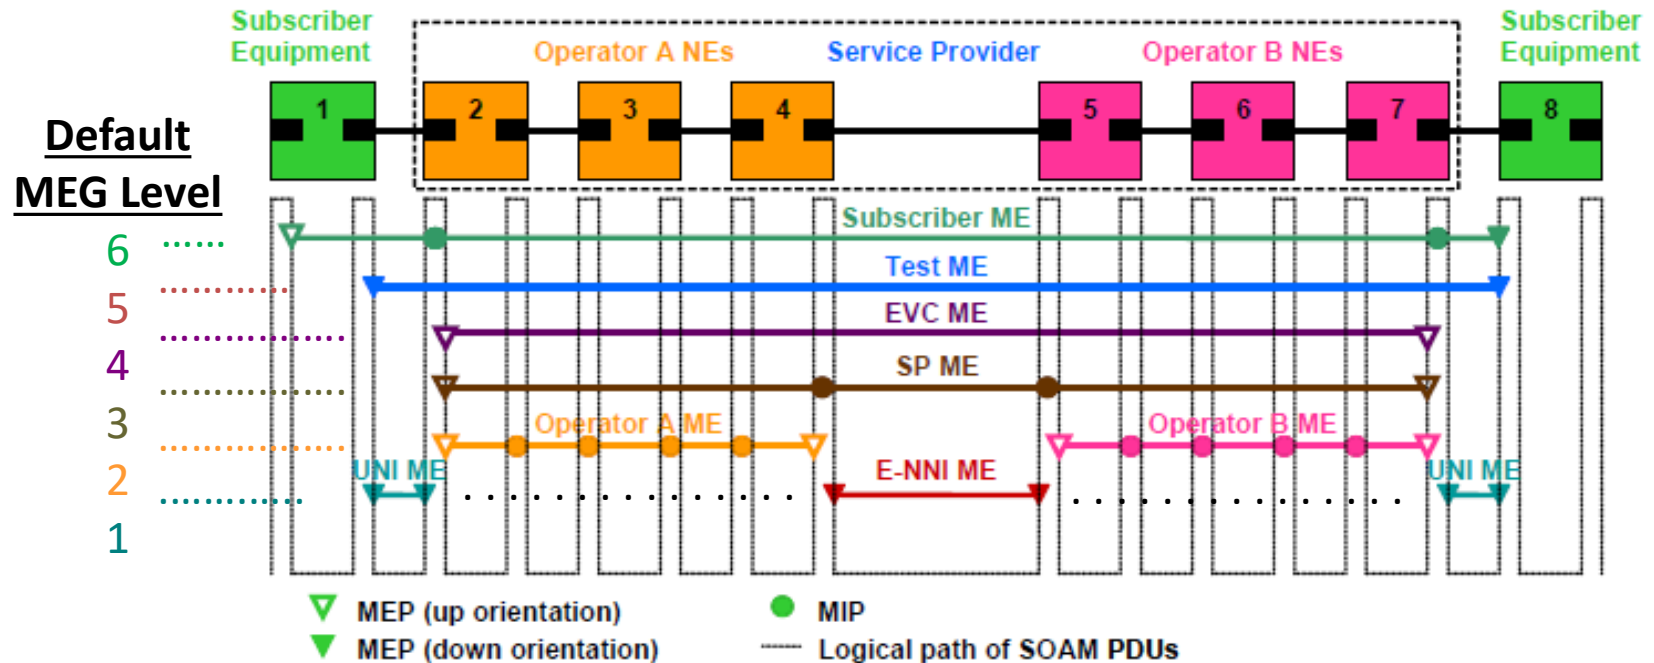 Subscriber
Equipment
Operator A NEs
Service Provider
Operator B NEs
Subscriber
Equipment
1
2
3
4
5
6
7
8
Default
MEG Level
Subscriber ME
6
Test ME
5
EVC ME
4
SP ME
3
Operator A ME
Operator B ME
2
UNI ME
E-NNI ME
UNI ME
1
MEP (up orientation)
MIP
MEP (down orientation)
Logical path of SOAM PDUs